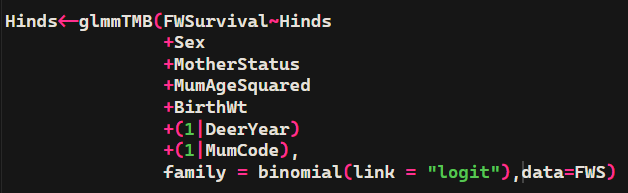 Hinds<-glmmTMB(FWSurvival~Hinds
+Sex
+MotherStatus
+MumAgeSquared
+BirthWt
+(1|DeerYear)
+(1|MumCode),
family = binomial(link = "logit"),data=FWS)